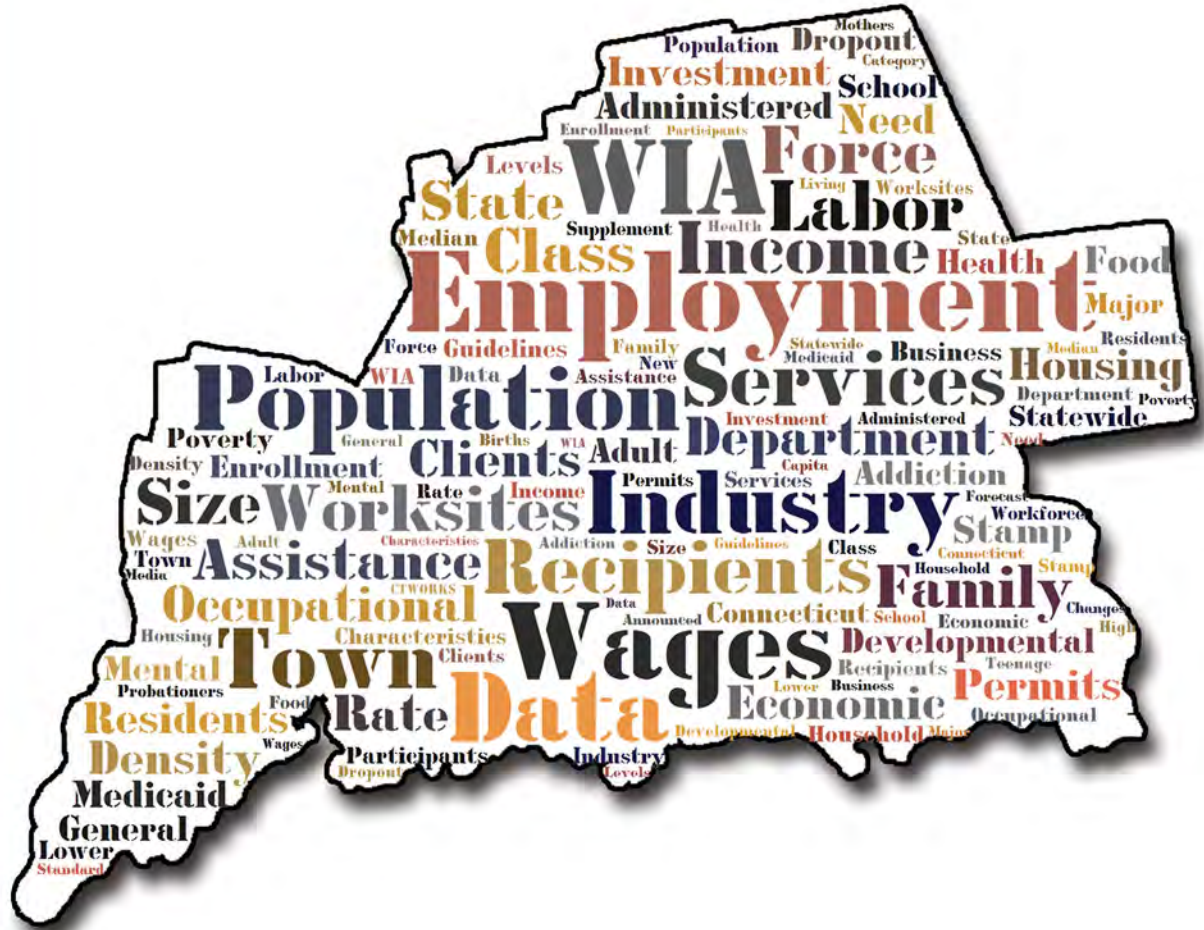 Mothers
Population Dropout
Category
Investment School
Administered Need
Enrollment Participants
Levels WIA Force
State Living Worksites
Supplement Health Labor
Median Class Income State
Health Food
Employment Major
Force Guidelines Family Statewide Median Residents
New Medicaid Business Housing
Population Labor WIA Data Assistance Services Department Poverty
Poverty General Births WIA Adult Investment Administered Statewide
Department Need
Density Enrollment Mental Clients Capita Addiction
Size Worksites Rate Income Permits Services Industry Forecast
Stamp Workforce
Wages Adult Characteristics Addiction Size Guidelines Class Connecticut
Town Assistance Recipients Household Stamp
Media CTWORKS Family
Occupational Data Connecticut School Changes
Announced Economic High
Housing Characteristics Wages Developmental
Mental Town Clients Recipients Teenage
Probationers Lower Business Permits
Residents Food Rate Data Economic Occupational
Developmental Household Major
Density Wages Participants Industry
Dropout Levels
Medicaid
General
Lower
Standard